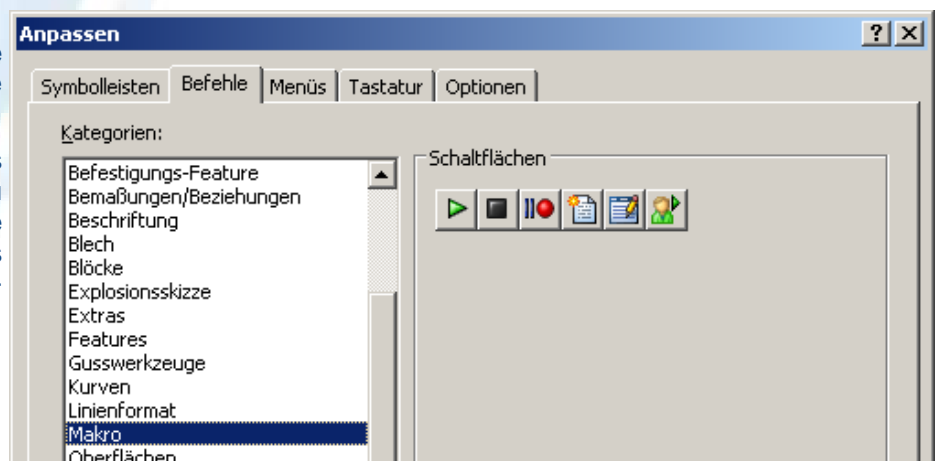 Anpassen
Symbolleisten Befehle Menüs Tastatur Optionen
Kategorien:
Schaltflächen
Befestigungs-Feature
Bemaßungen/Beziehungen
Beschriftung
Blech
Blöcke
Explosionsskizze
Extras
Features
Gusswerkzeuge
Kurven
Linienformat
Makro
Oberflächen